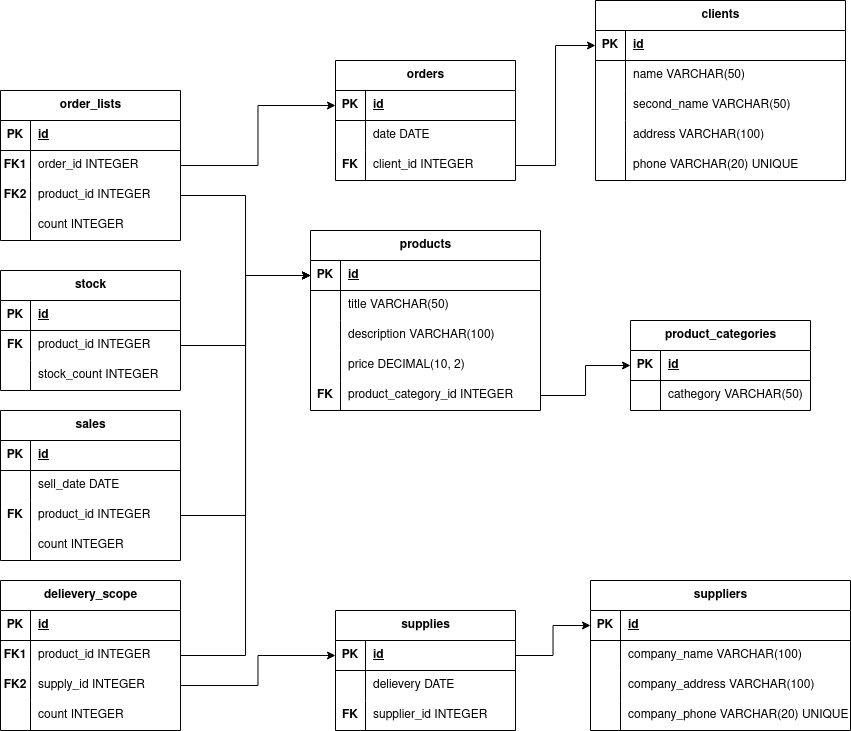 clients
PK id
name VARCHAR(50)
second_name VARCHAR(50)
address VARCHAR(100)
phone VARCHAR(20) UNIQUE
orders
PK id
date DATE
FK client_id INTEGER
order_lists
PK id
FK1 order_id INTEGER
FK2 product_id INTEGER
count INTEGER
products
PK id
title VARCHAR(50)
description VARCHAR(100)
price DECIMAL(10, 2)
FK product_category_id INTEGER
stock
PK id
FK product_id INTEGER
stock_count INTEGER
product_categories
PK id
cathegory VARCHAR(50)
sales
PK id
sell_date DATE
FK product_id INTEGER
count INTEGER
delievery_scope
PK id
FK1 product_id INTEGER
FK2 supply_id INTEGER
count INTEGER
supplies
PK id
delievery DATE
FK supplier_id INTEGER
suppliers
PK id
company_name VARCHAR(100)
company_address VARCHAR(100)
company_phone VARCHAR(20) UNIQUE